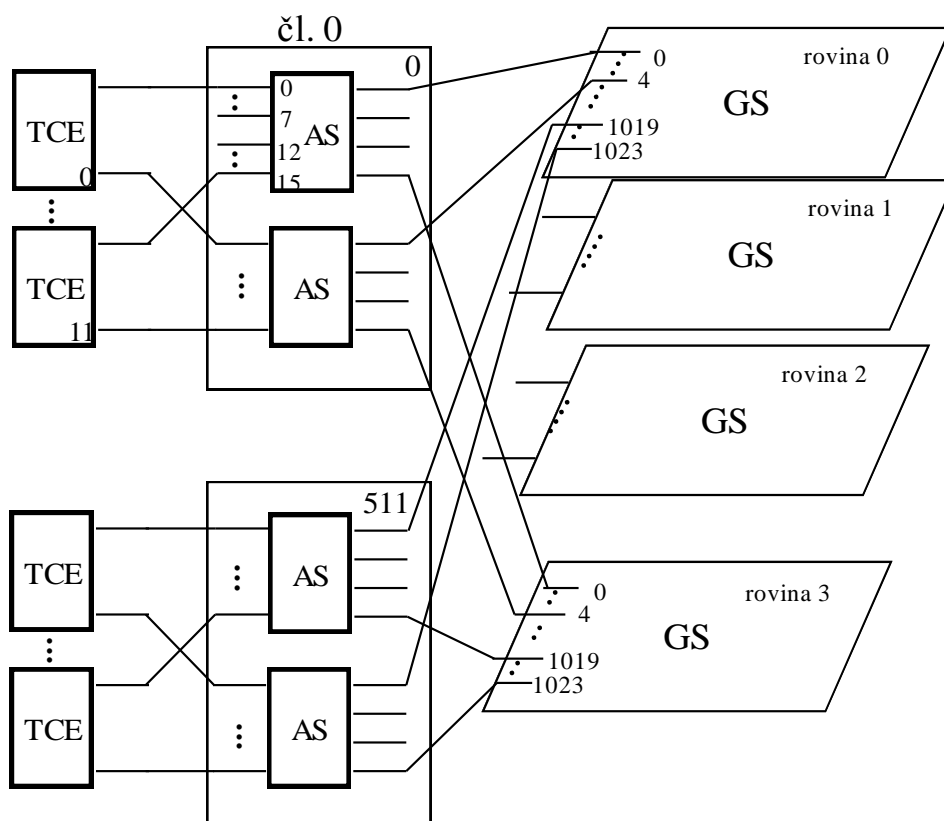 čl. 0
0
TCE
0
TCE
11
0
7
12
15
AS
AS
rovina 0
GS
0
4
1019
1023
rovina 1
GS
rovina 2
GS
511
TCE
TCE
AS
AS
rovina 3
GS
0
4
1019
1023